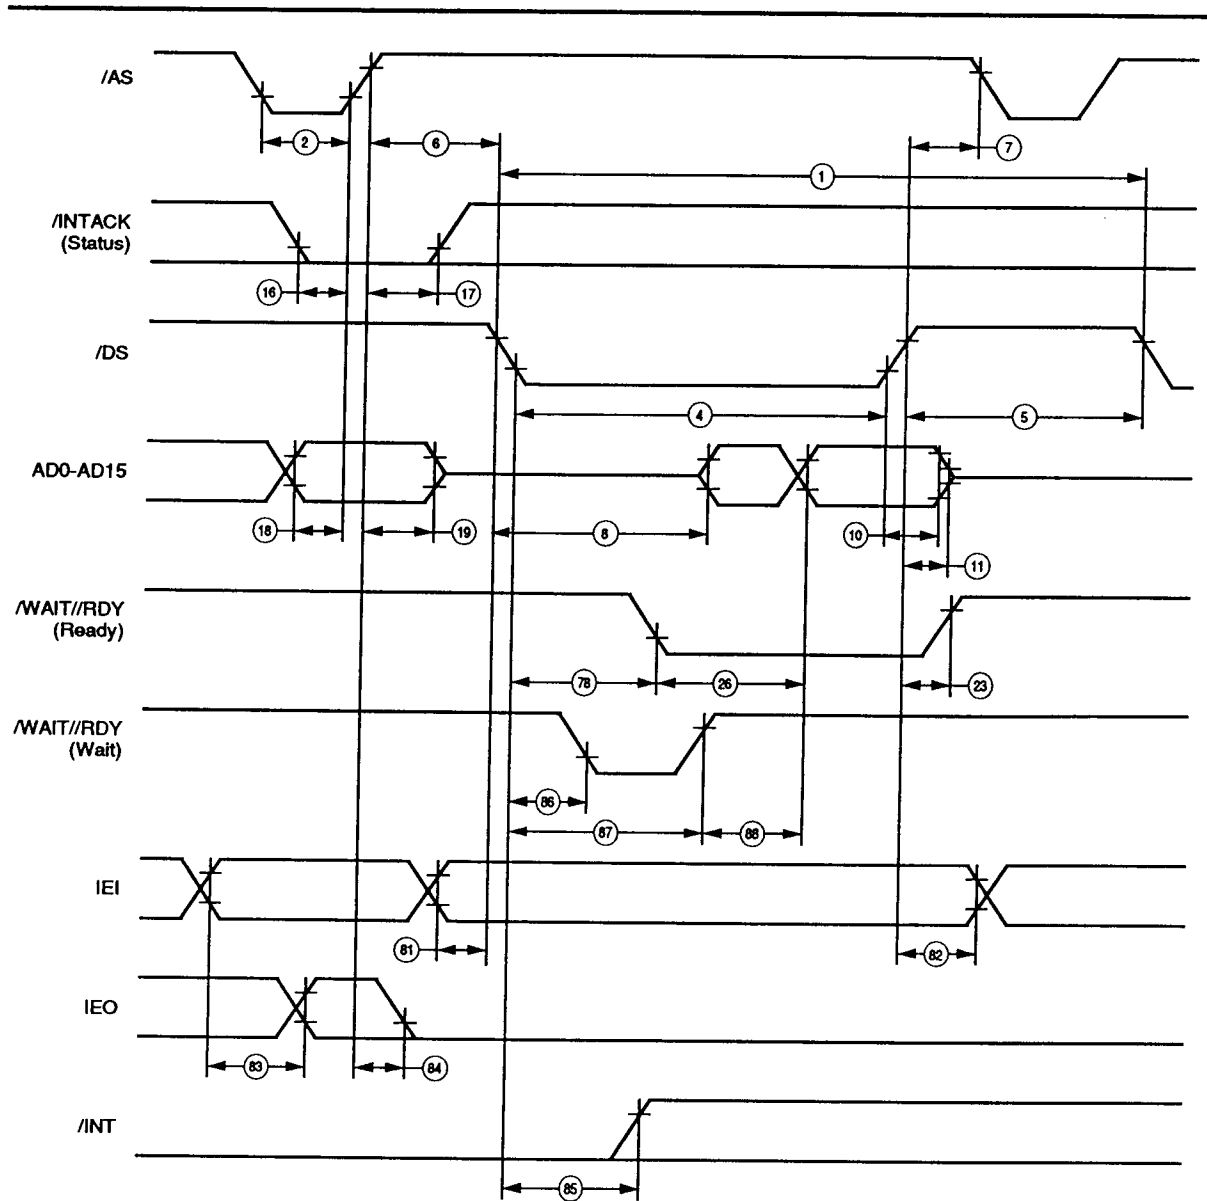 /AS
2
6
7
1
/INTACK
(Status)
16
17
/DS
4
5
AD0-AD15
18
19
8
10
11
/WAIT//RDY
(Ready)
78
26
23
/WAIT//RDY
(Wait)
86
87
88
IEI
81
82
IEO
83
84
/INT
85